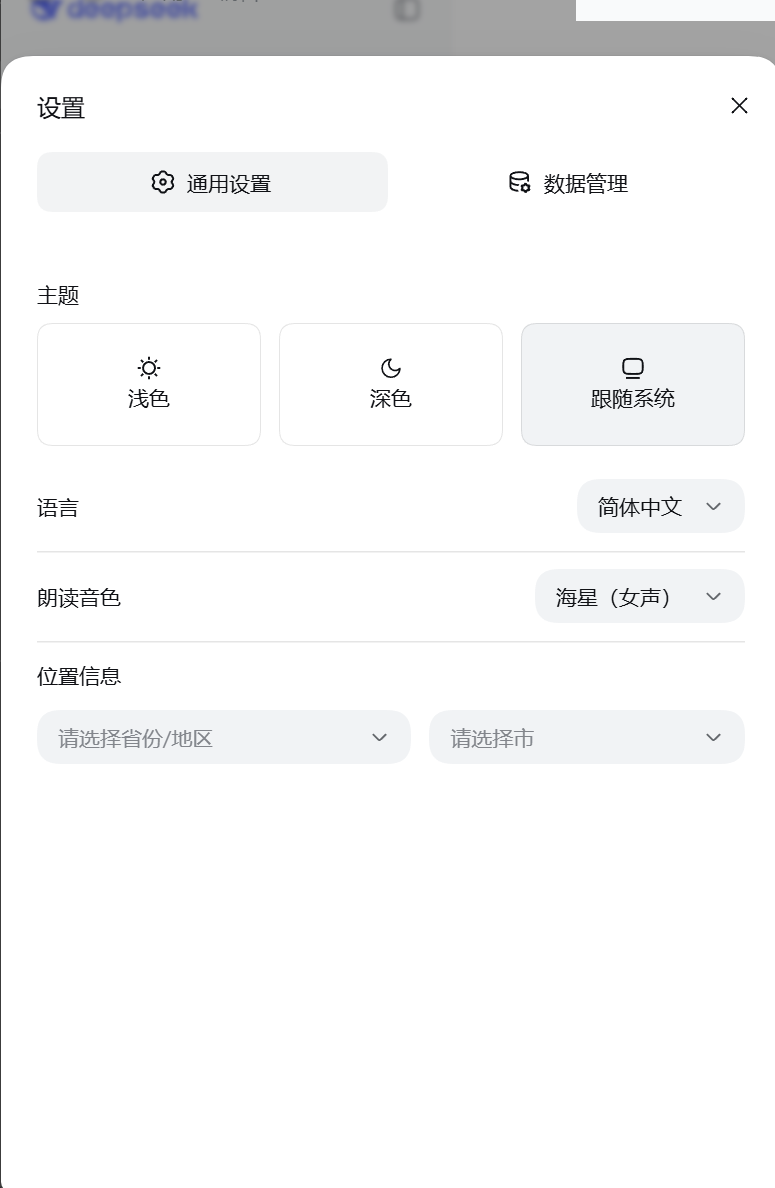 deepseek
设置
通用设置
数据管理
主题
浅色
深色
跟随系统
语言
简体中文
朗读音色
海星（女声）
位置信息
请选择省份/地区
请选择市